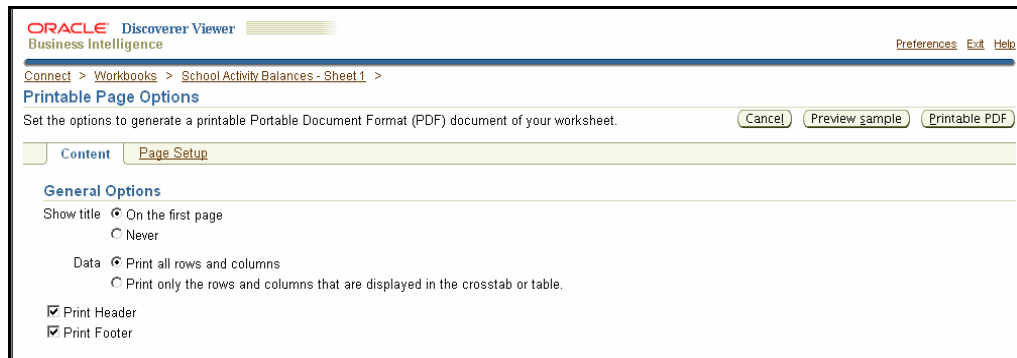 ORACLE Discoverer Viewer
Business Intelligence
Preferences Exit Help
Connect > Workbooks > School Activity Balances - Sheet 1 >
Printable Page Options
Set the options to generate a printable Portable Document Format (PDF) document of your worksheet. Cancel Preview sample Printable PDF
Content Page Setup
General Options
Show title On the first page
Never
Data Print all rows and columns
Print only the rows and columns that are displayed in the crosstab or table.
Print Header
Print Footer